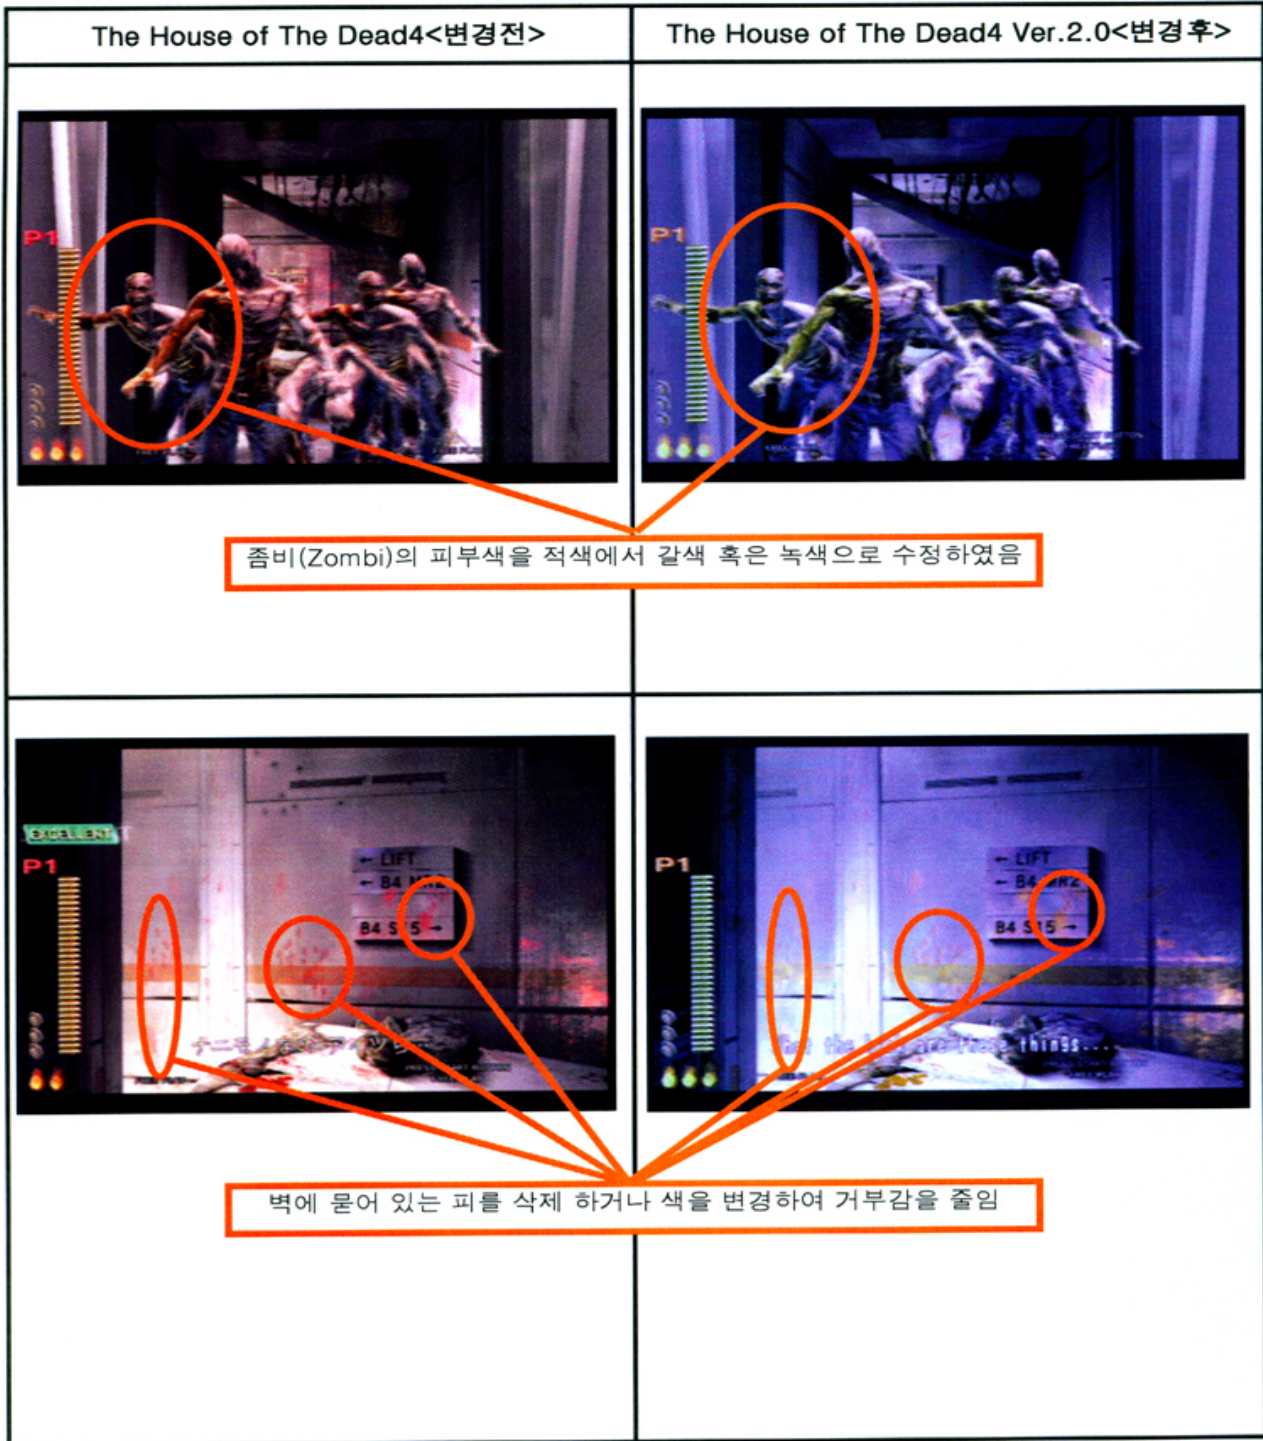 The House of The Dead4<변경전>
The House of The Dead4 Ver.2.0<변경후>
P1
P1
좀비(Zombi)의 피부색을 적색에서 갈색 혹은 녹색으로 수정하였음
EXCELLENT
P1
← LIFT
← B4 MR2
B4 S15 →
P1
← LIFT
← B4 MR2
B4 S15 →
things....
벽에 묻어 있는 피를 삭제 하거나 색을 변경하여 거부감을 줄임